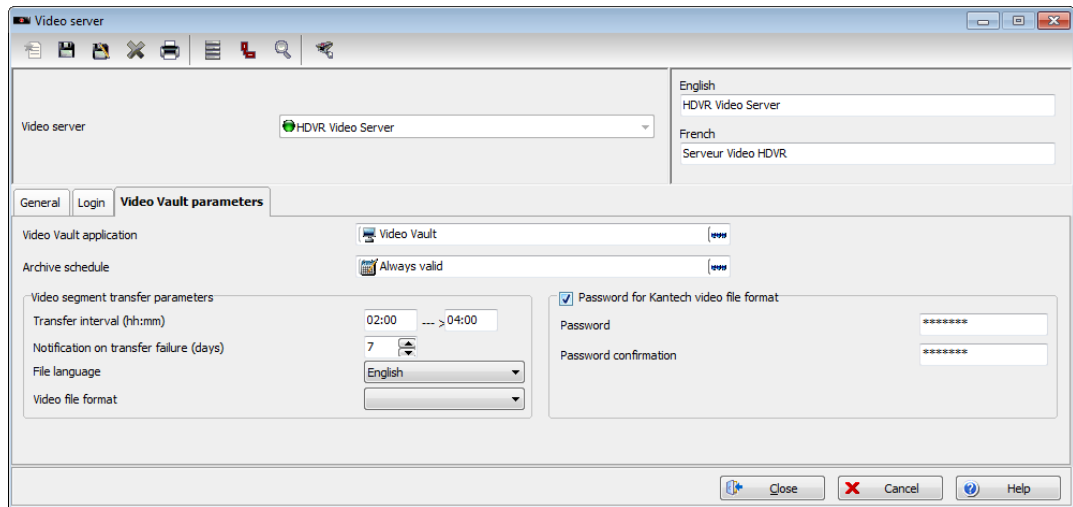 Video server
English
HDVR Video Server
Video server
HDVR Video Server
French
Serveur Video HDVR
General Login Video Vault parameters
Video Vault application Video Vault
Archive schedule Always valid
Video segment transfer parameters
Password for Kantech video file format
Transfer interval (hh:mm) 02:00 ---> 04:00
Password *******
Notification on transfer failure (days) 7
Password confirmation *******
File language English
Video file format
Close Cancel Help